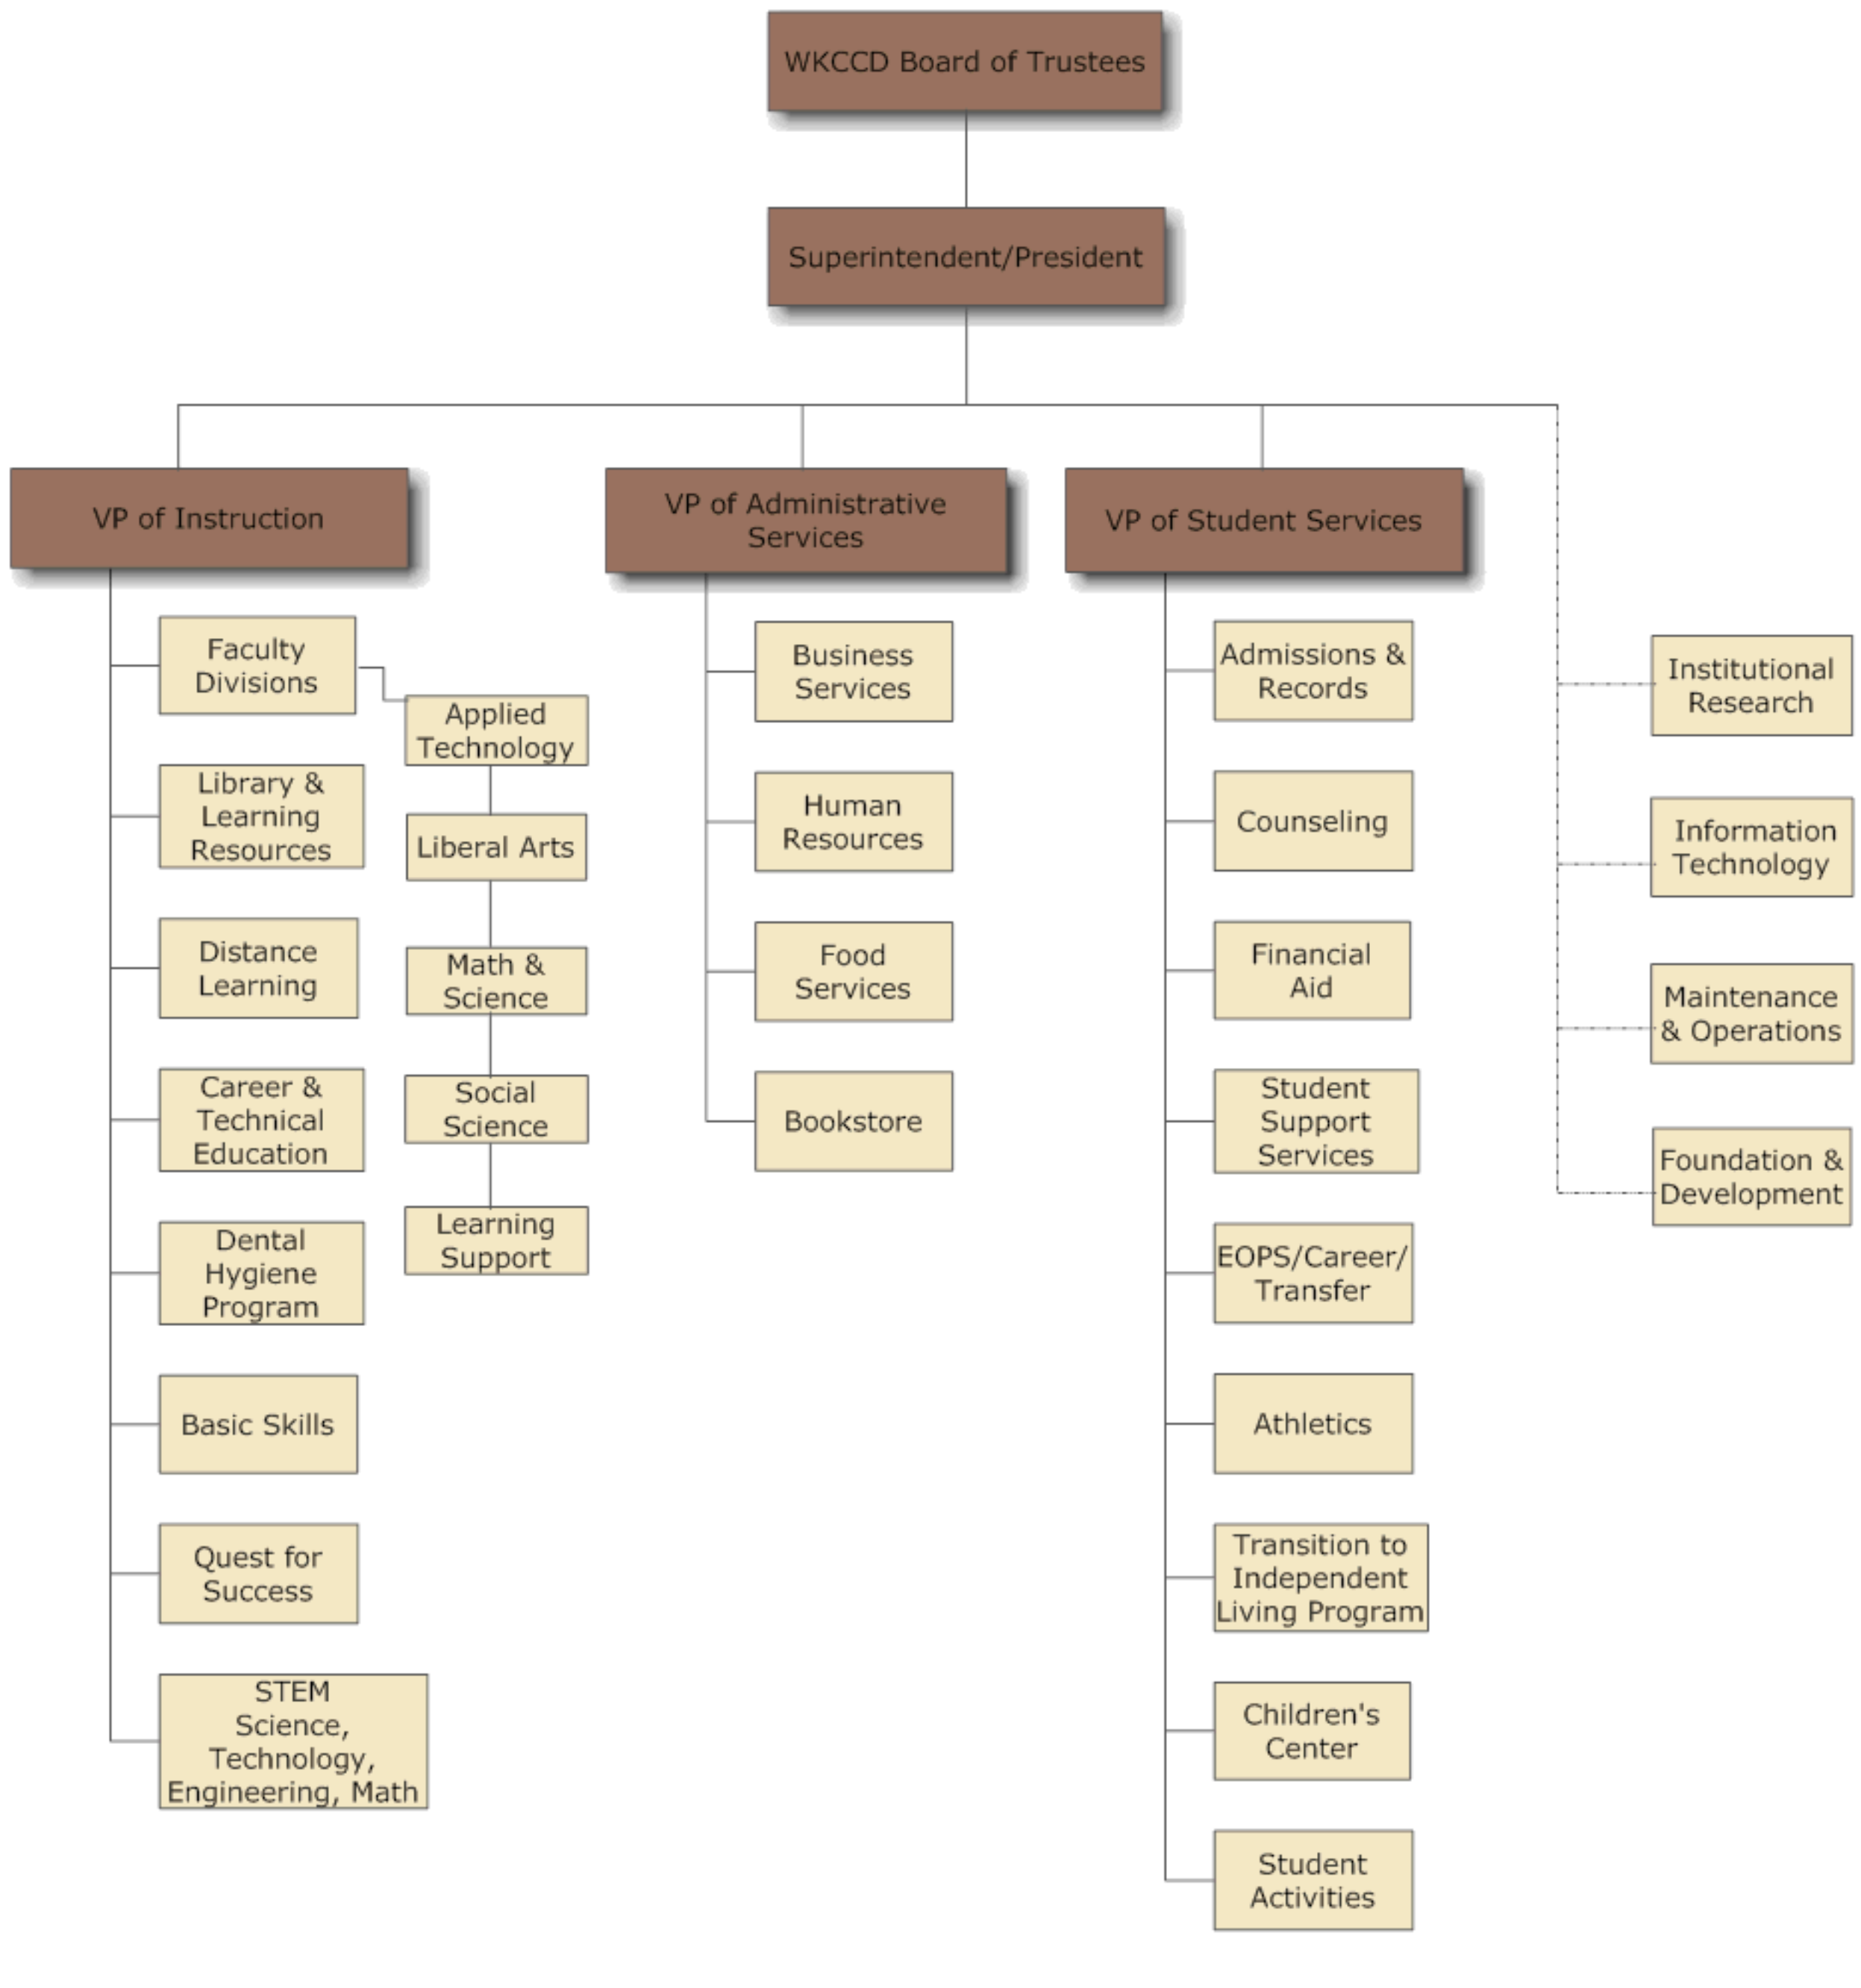 WKCCD Board of Trustees
Superintendent/President
VP of Instruction
Faculty
Divisions
Applied
Technology
Liberal Arts
Math &
Science
Social
Science
Learning
Support
Library &
Learning
Resources
Distance
Learning
Career &
Technical
Education
Dental
Hygiene
Program
Basic Skills
Quest for
Success
STEM
Science,
Technology,
Engineering, Math
VP of Administrative
Services
Business
Services
Human
Resources
Food
Services
Bookstore
VP of Student Services
Admissions &
Records
Counseling
Financial
Aid
Student
Support
Services
EOPS/Career/
Transfer
Athletics
Transition to
Independent
Living Program
Children's
Center
Student
Activities
Institutional
Research
Information
Technology
Maintenance
& Operations
Foundation &
Development